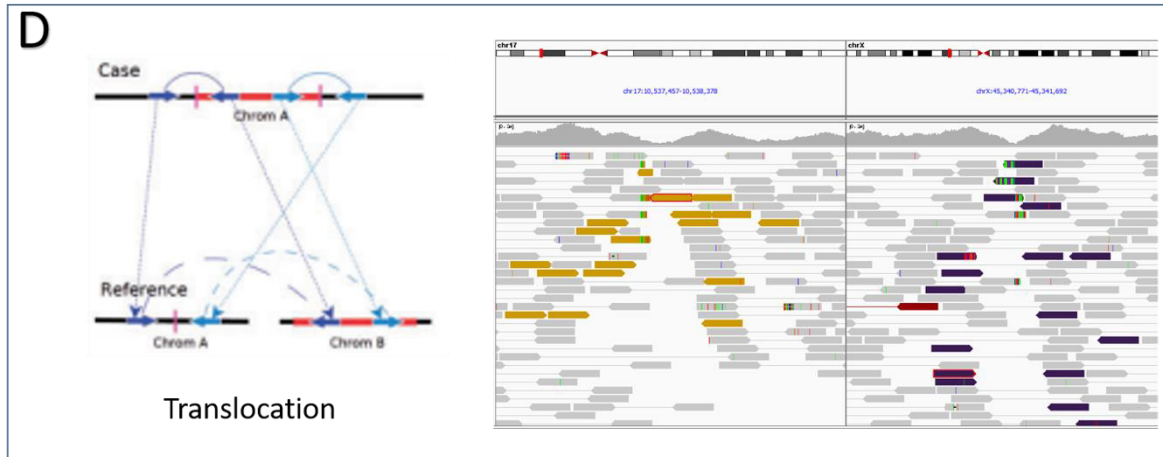 D
Case
Chrom A
Reference
Chrom A
Chrom B
Translocation
chr17
chrX
chr17:10,537,457-10,538,378
chrX:45,340,771-45,341,692